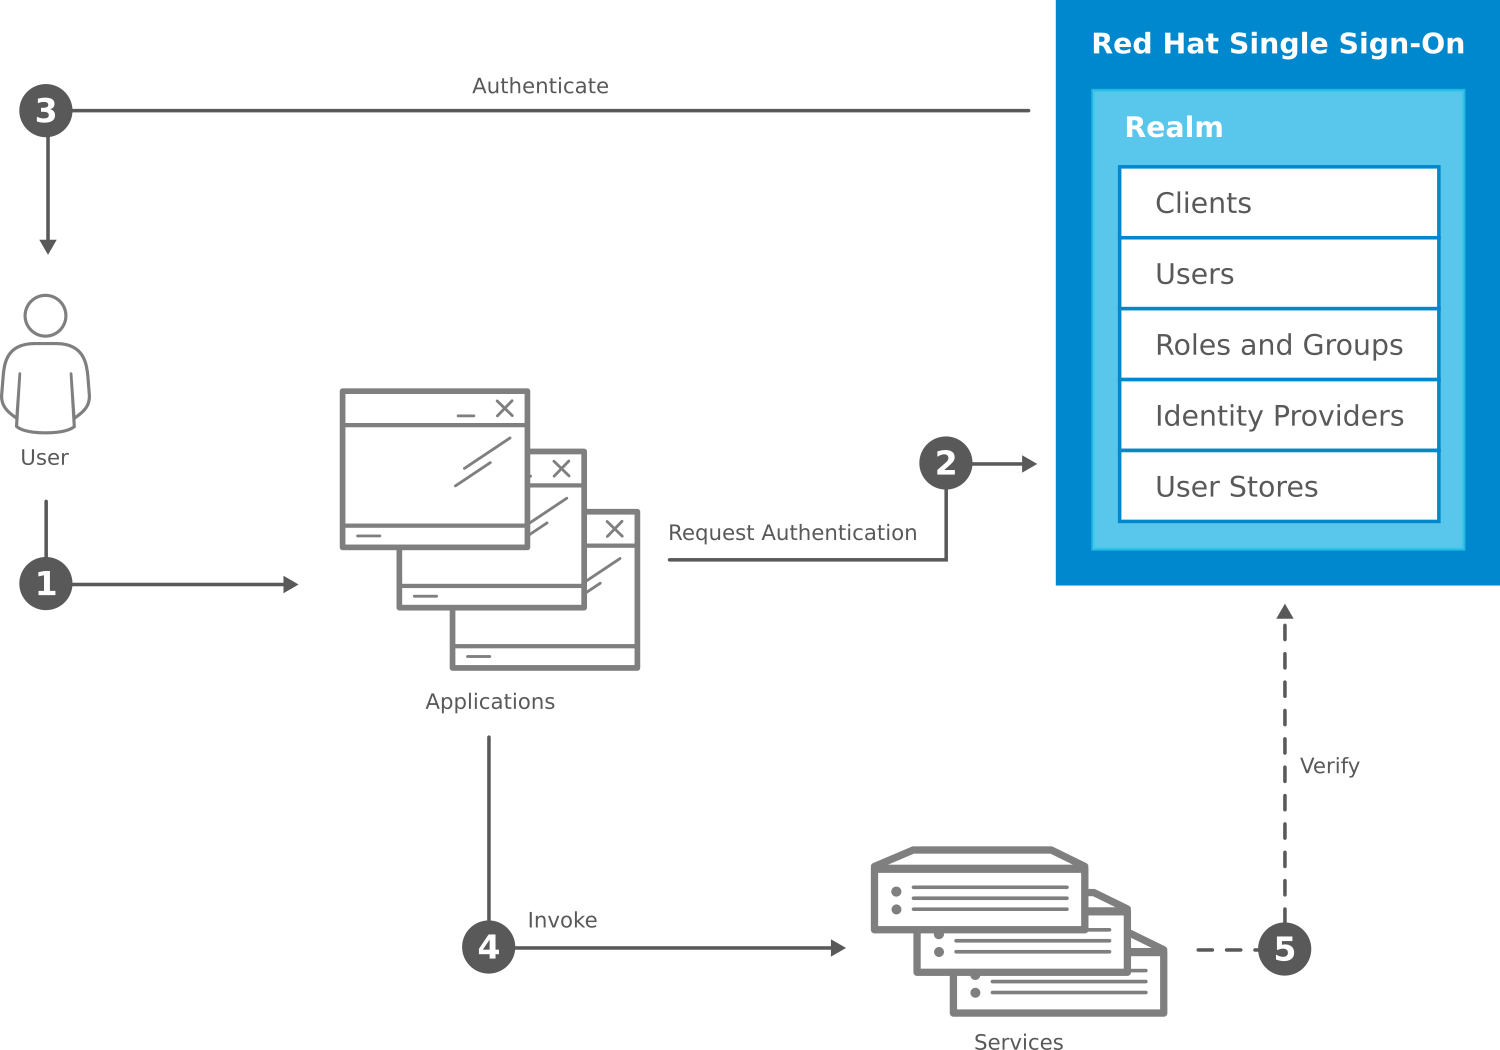 Red Hat Single Sign-On
Authenticate
3
Realm
Clients
Users
Roles and Groups
Identity Providers
User Stores
User
2
Request Authentication
1
Applications
Verify
Invoke
4
5
Services